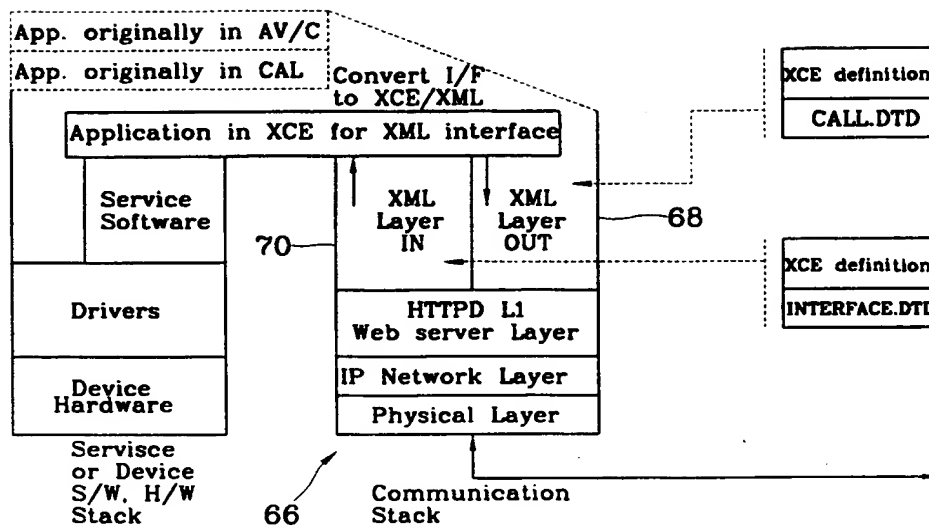 App. originally in AV/C
App. originally in CAL
Convert I/F
to XCE/XML
Application in XCE for XML interface
Service
Software
Drivers
Device
Hardware
Servisce
or Device
S/W, H/W
Stack
XML
Layer
IN
XML
Layer
OUT
70
68
HTTPD L1
Web server Layer
IP Network Layer
Physical Layer
66
Communication
Stack
XCE definition
CALL.DTD
XCE definition
INTERFACE.DTD